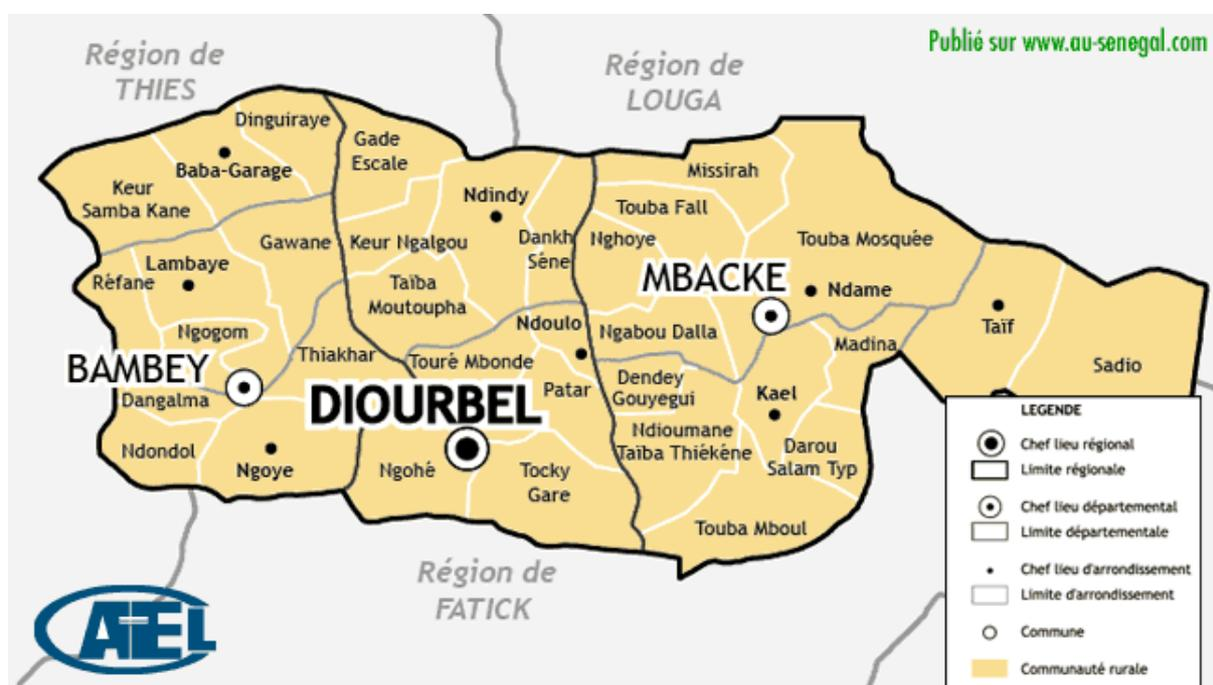 Publié sur www.au-senegal.com
Région de
THIES
Région de
LOUGA
Dinguiraye
Gade
Escale
Baba-Garage
Missirah
Keur
Samba Kane
Ndindy
Touba Fall
Gawane
Keur Ngalgou
Dankh
Sène
Nghoye
Touba Mosquée
Lambaye
Rèfane
Taïba
Moutoupha
MBACKE
Ndame
Ngogom
Ndoulo
Ngabou Dalla
Madina
Taïf
Thiakhar
Touré Mbonde
Sadio
BAMBEY
Dangalma
DIOURBEL
Patar
Dendey
Gouyegui
Kael
Ndondol
Ngoye
Ngohé
Tocky
Gare
Ndioumane
Taïba Thiékène
Darou
Salam Typ
Touba Mboul
Région de
FATICK
AIEL
LEGENDE
Chef lieu régional
Limite régionale
Chef lieu départemental
Limite départementale
Chef lieu d'arrondissement
Limite d'arrondissement
Commune
Communauté rurale